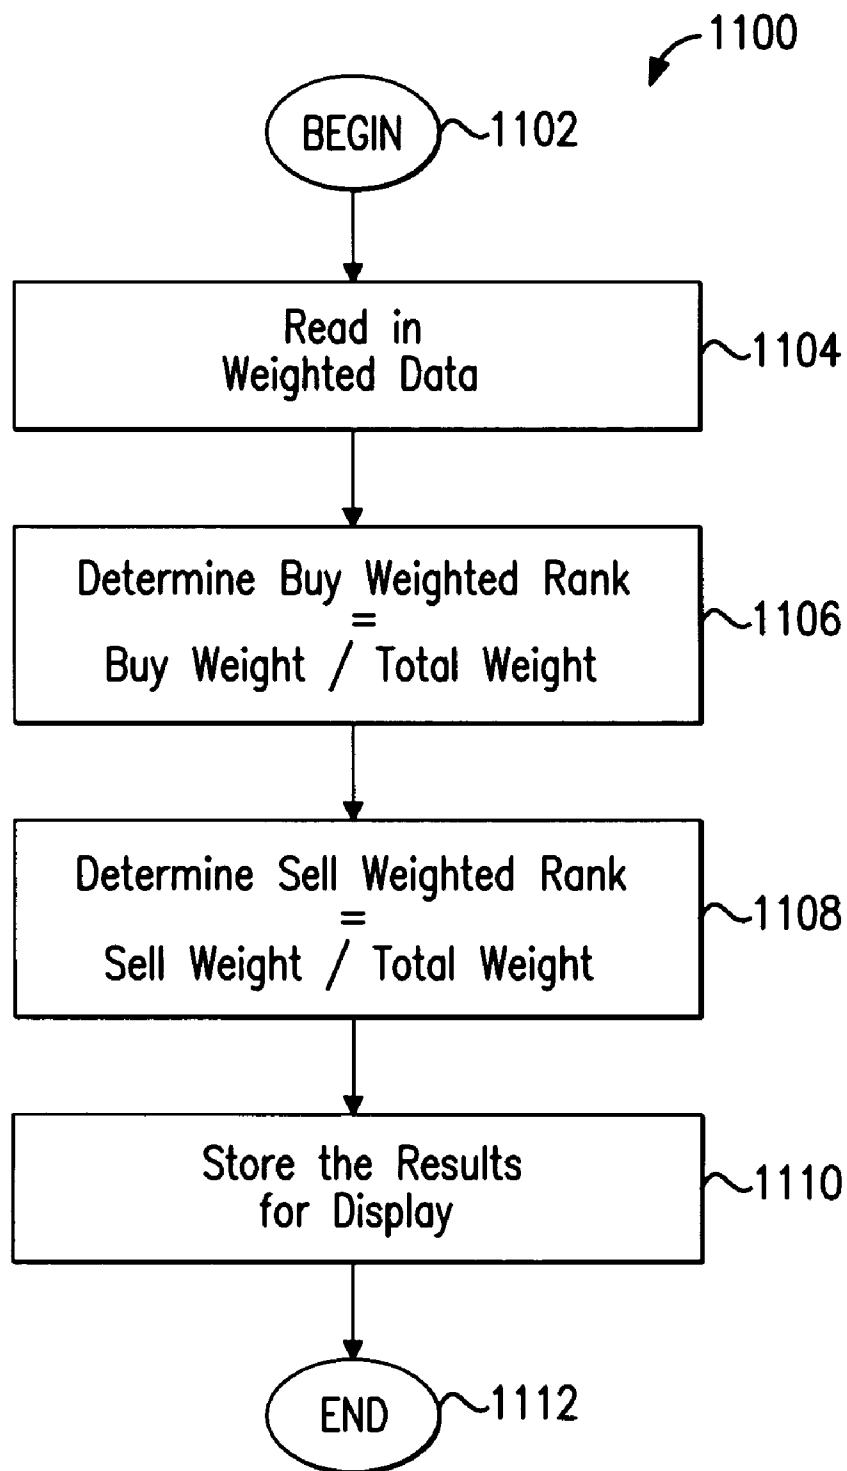 1100
BEGIN
1102
Read in
Weighted Data
1104
Determine Buy Weighted Rank
=
Buy Weight / Total Weight
1106
Determine Sell Weighted Rank
=
Sell Weight / Total Weight
1108
Store the Results
for Display
1110
END
1112